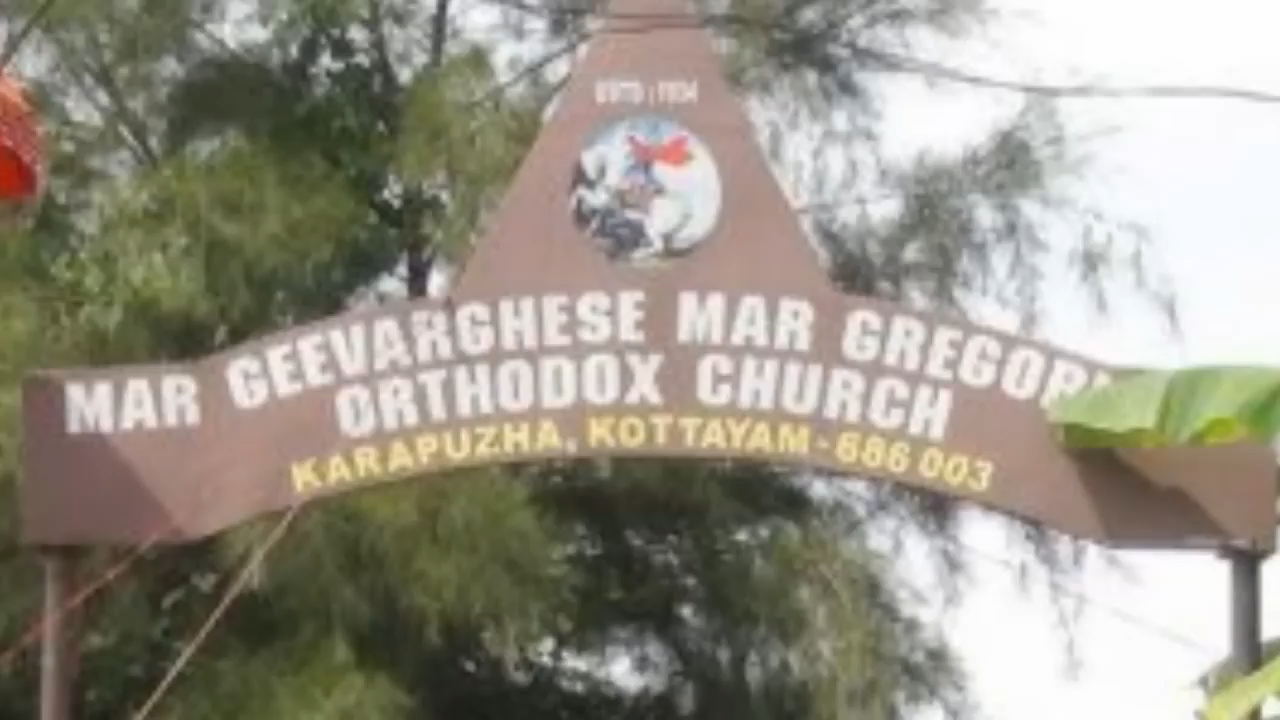 MAR GEEVARGHESE MAR GREGORI
ORTHODOX CHURCH
KARAPUZHA, KOTTAYAM - 686 003